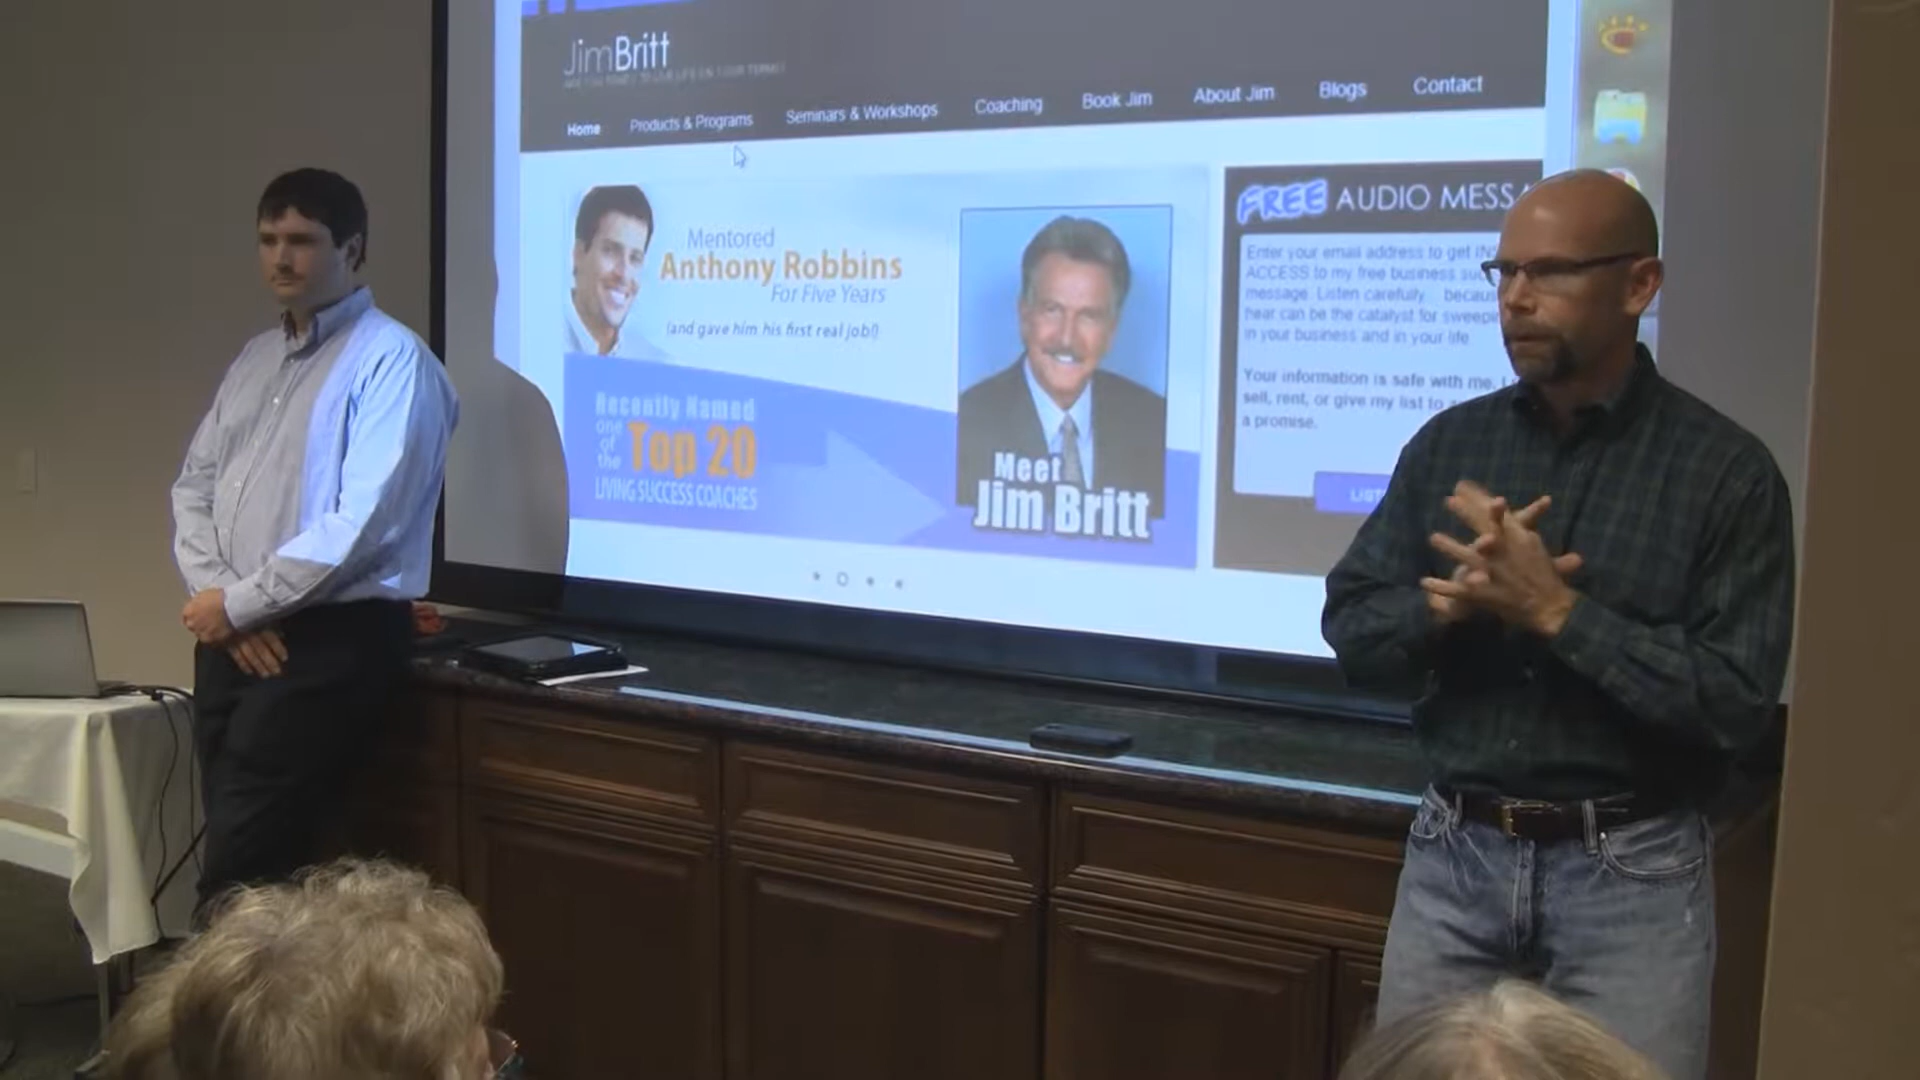 JimBritt
Home Products & Programs Seminars & Workshops Coaching Book Jim About Jim Blogs Contact
Mentored
Anthony Robbins
For Five Years
(and gave him his first real job!)
Recently Named
one
of
the
Top 20
LIVING SUCCESS COACHES
Meet
Jim Britt
FREE AUDIO MESSA
Enter your email address to get
ACCESS to my free business
message. Listen carefully
hear can be the catalyst for
in your business and in your life
Your information is safe with me.
sell, rent, or give my list to
a promise.